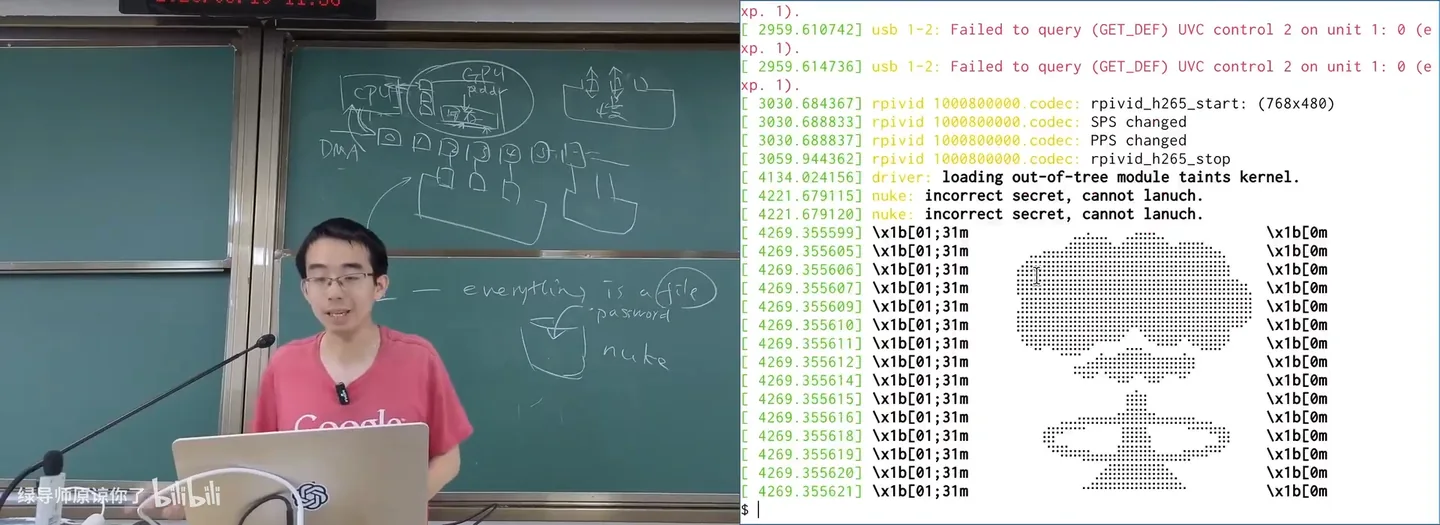 CPU
GPU
addr
DMA
0
1
2
3
4
— everything is a file
password
nuke
Google
绿导师原谅你了 bilibili
xp. 1).
[ 2959.610742] usb 1-2: Failed to query (GET_DEF) UVC control 2 on unit 1: 0 (e
xp. 1).
[ 2959.614736] usb 1-2: Failed to query (GET_DEF) UVC control 2 on unit 1: 0 (e
xp. 1).
[ 3030.684367] rpivid 1000800000.codec: rpivid_h265_start: (768x480)
[ 3030.688833] rpivid 1000800000.codec: SPS changed
[ 3030.688837] rpivid 1000800000.codec: PPS changed
[ 3059.944362] rpivid 1000800000.codec: rpivid_h265_stop
[ 4134.024156] driver: loading out-of-tree module taints kernel.
[ 4221.679115] nuke: incorrect secret, cannot lanuch.
[ 4221.679120] nuke: incorrect secret, cannot lanuch.
[ 4269.355599] \x1b[01;31m \x1b[0m
[ 4269.355605] \x1b[01;31m \x1b[0m
[ 4269.355606] \x1b[01;31m \x1b[0m
[ 4269.355607] \x1b[01;31m \x1b[0m
[ 4269.355609] \x1b[01;31m \x1b[0m
[ 4269.355610] \x1b[01;31m \x1b[0m
[ 4269.355611] \x1b[01;31m \x1b[0m
[ 4269.355612] \x1b[01;31m \x1b[0m
[ 4269.355614] \x1b[01;31m \x1b[0m
[ 4269.355615] \x1b[01;31m \x1b[0m
[ 4269.355616] \x1b[01;31m \x1b[0m
[ 4269.355618] \x1b[01;31m \x1b[0m
[ 4269.355619] \x1b[01;31m \x1b[0m
[ 4269.355620] \x1b[01;31m \x1b[0m
[ 4269.355621] \x1b[01;31m \x1b[0m
$